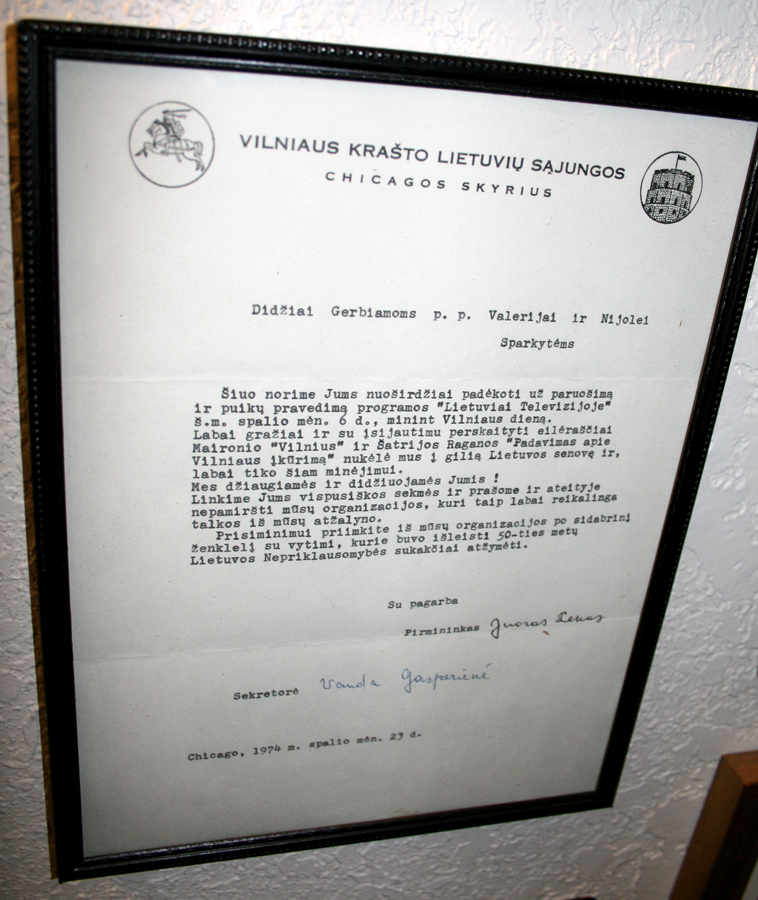 VILNIAUS KRAŠTO LIETUVIŲ SĄJUNGOS
CHICAGOS SKYRIUS
Didžiai Gerbiamoms p. p. Valerijai ir Nijolei
Sparkytėms
Šiuo norime Jums nuoširdžiai padėkoti už paruošimą
ir puikų pravedimą programos "Lietuviai Televizijoje"
š.m. spalio mėn. 6 d., minint Vilniaus dieną.
Labai gražiai ir su įsijautimu perskaityti eilėraščiai
Maironio "Vilnius" ir Šatrijos Raganos "Padavimas apie
Vilniaus įkūrimą" nukėlė mus į gilią Lietuvos senovę ir,
labai tiko šiam minėjimui.
Mes džiaugiamės ir didžiuojamės Jumis !
Linkime Jums vispusiškos sekmės ir prašome ir ateityje
nepamiršti mūsų organizacijos, kuri taip labai reikalinga
talkos iš mūsų atžalyno.
Prisiminimui priimkite iš mūsų organizacijos po sidabrinį
ženklelį su vytimi, kurie buvo išleisti 50-ties metų
Lietuvos Nepriklausomybės sukakčiai atžymėti.
Su pagarba
Pirmininkas Juozas Lekas
Sekretorė Vanda Gasperienė
Chicago, 1974 m. spalio mėn. 23 d.